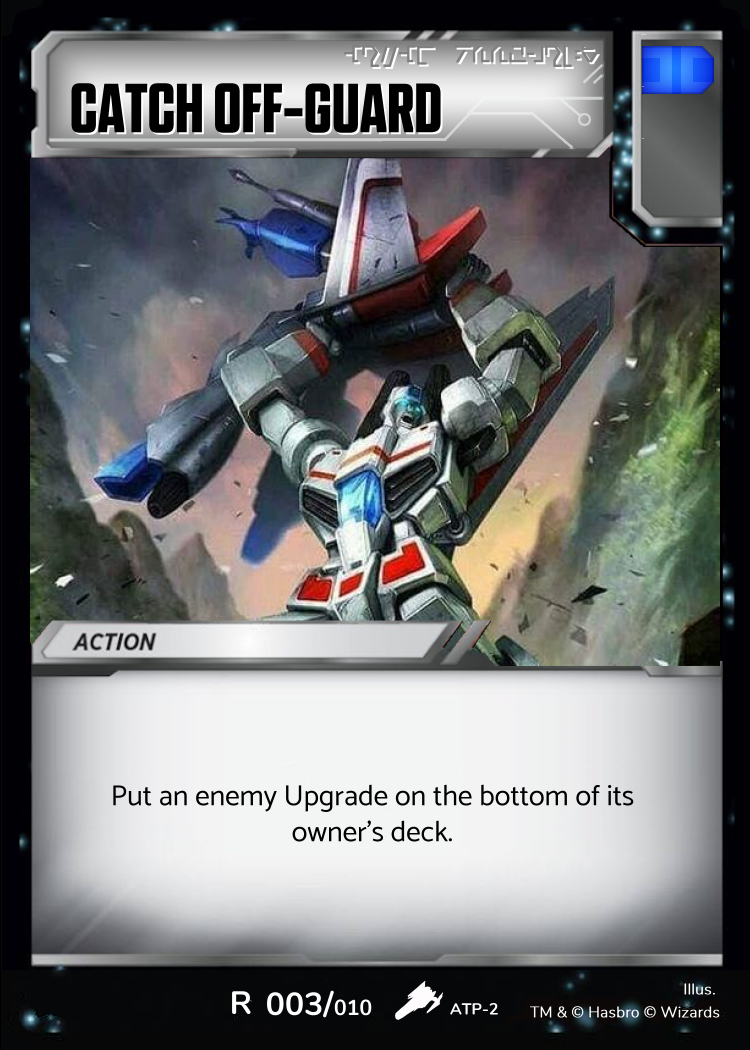 CATCH OFF-GUARD
ACTION
Put an enemy Upgrade on the bottom of its
owner's deck.
R 003/010 ATP-2
Illus.
TM & © Hasbro © Wizards